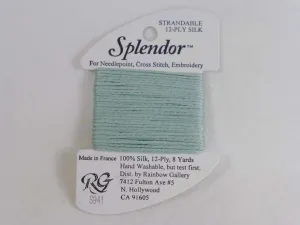 STRANDABLE
12-PLY SILK
Splendor™
For Needlepoint, Cross Stitch, Embroidery
Made in France
100% Silk, 12-Ply, 8 Yards
Hand Washable, but test first.
Dist. by Rainbow Gallery
7412 Fulton Ave #5
N. Hollywood
CA 91605
RG
S941